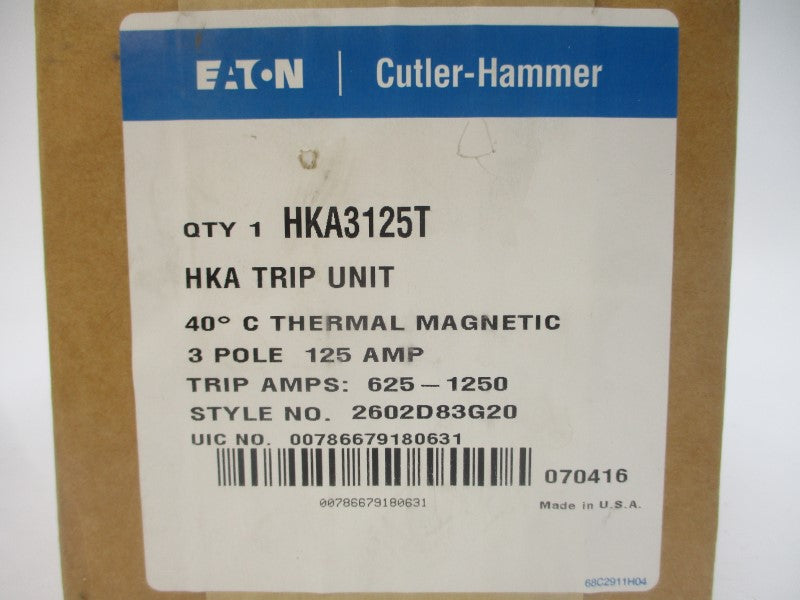 EATON | Cutler-Hammer
QTY 1 HKA3125T
HKA TRIP UNIT
40° C THERMAL MAGNETIC
3 POLE 125 AMP
TRIP AMPS: 625-1250
STYLE NO. 2602D83G20
UIC NO. 00786679180631
070416
00786679180631
Made in U.S.A.
68C2911H04